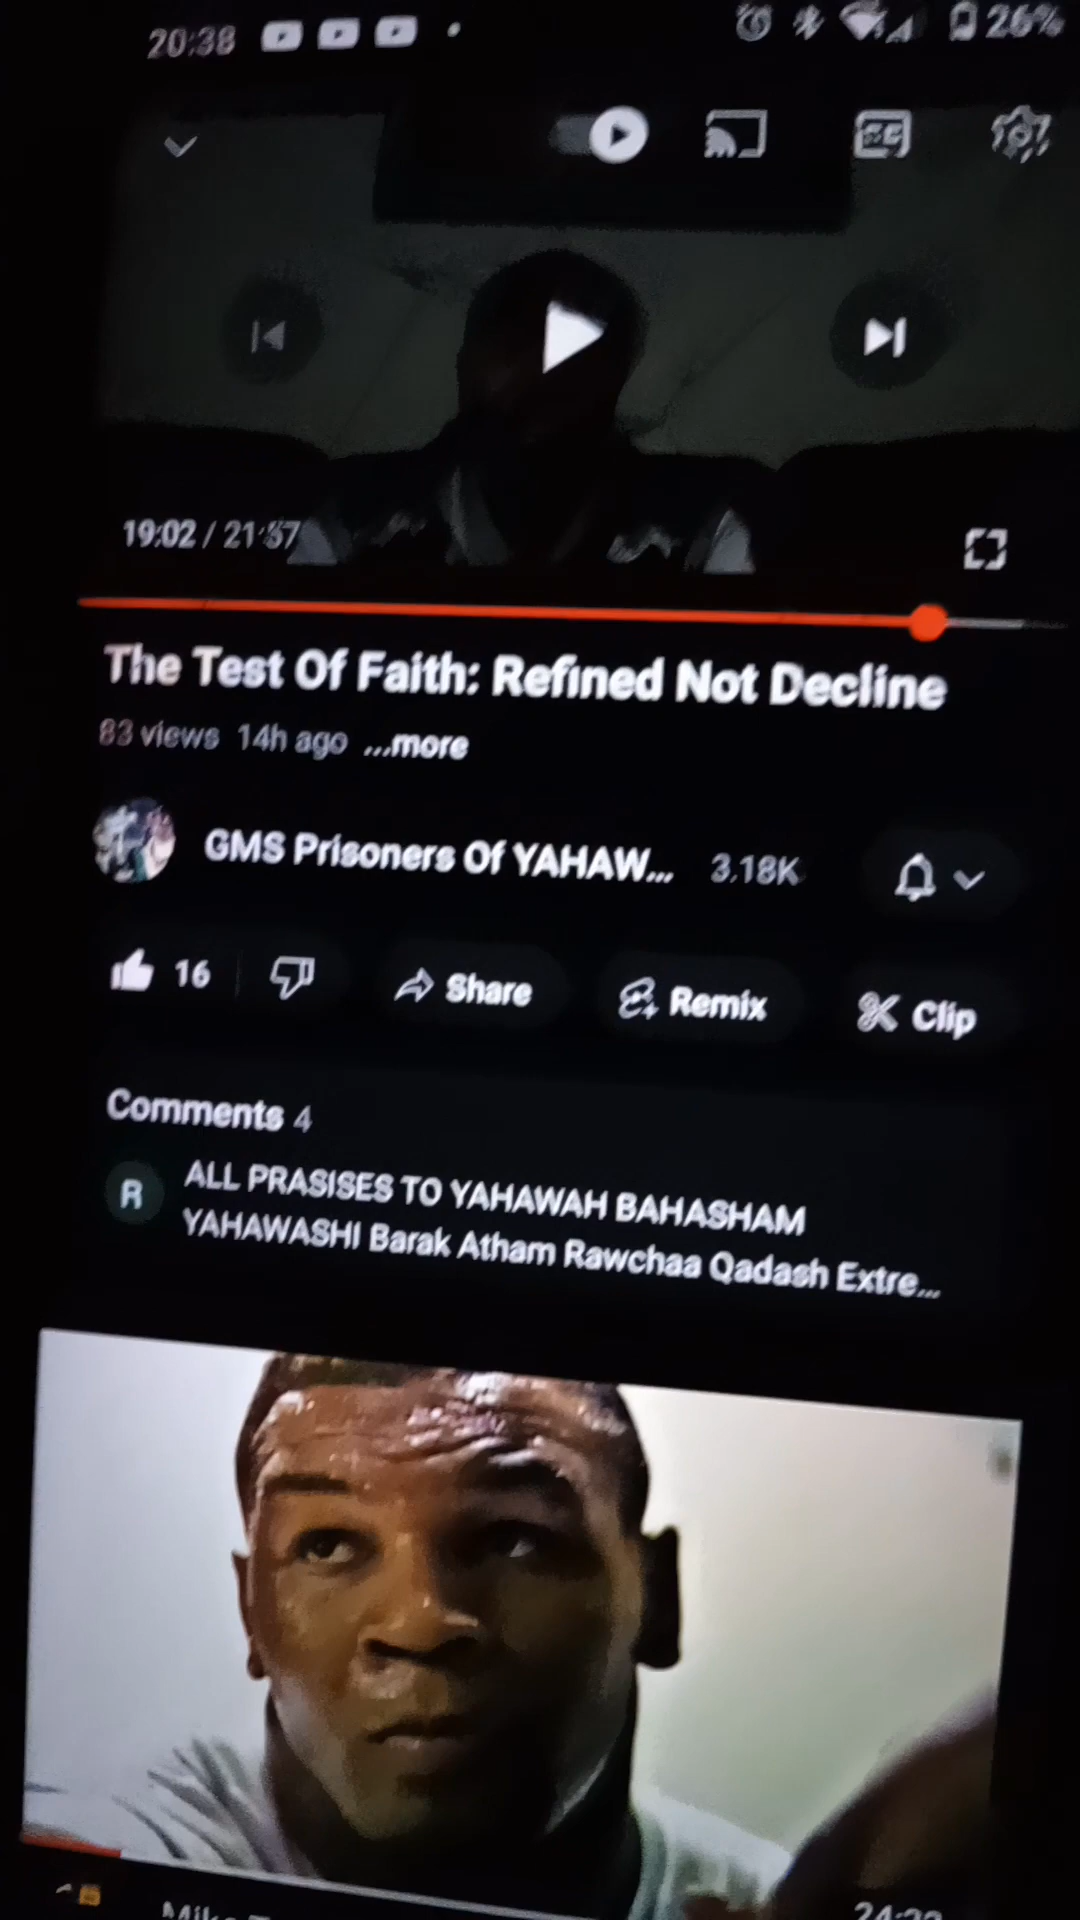 20:38
26%
19:02 / 21:57
The Test Of Faith: Refined Not Decline
83 views 14h ago ...more
GMS Prisoners Of YAHAW... 3.18K
16 Share Remix Clip
Comments 4
R
ALL PRASISES TO YAHAWAH BAHASHAM
YAHAWASHI Barak Atham Rawchaa Qadash Extre...